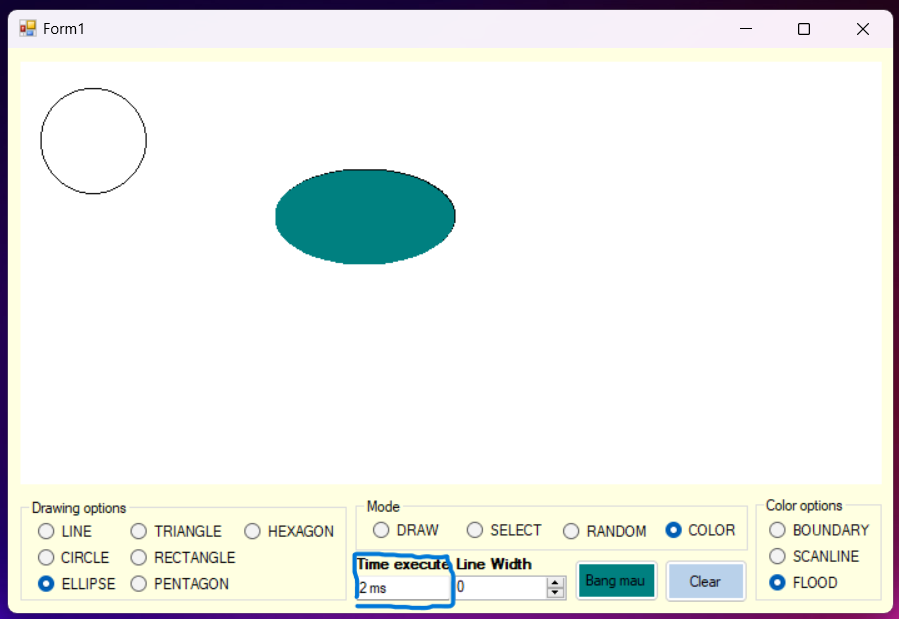 Form1
Drawing options
LINE TRIANGLE HEXAGON
CIRCLE RECTANGLE
ELLIPSE PENTAGON
Mode
DRAW SELECT RANDOM COLOR
Time execute Line Width
2 ms 0
Bang mau Clear
Color options
BOUNDARY
SCANLINE
FLOOD